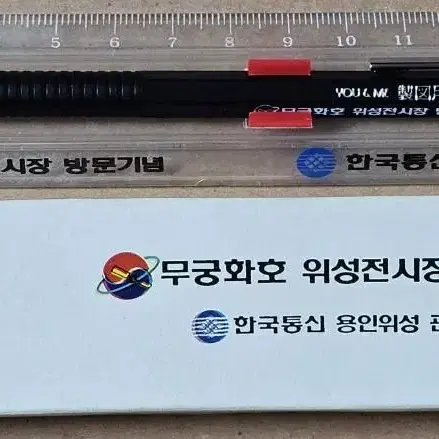 5 6 7 8 9 10 11
YOU & MI. 製図用
무궁화호 위성전시장
시장 방문기념 한국통신
무궁화호 위성전시장
한국통신 용인위성